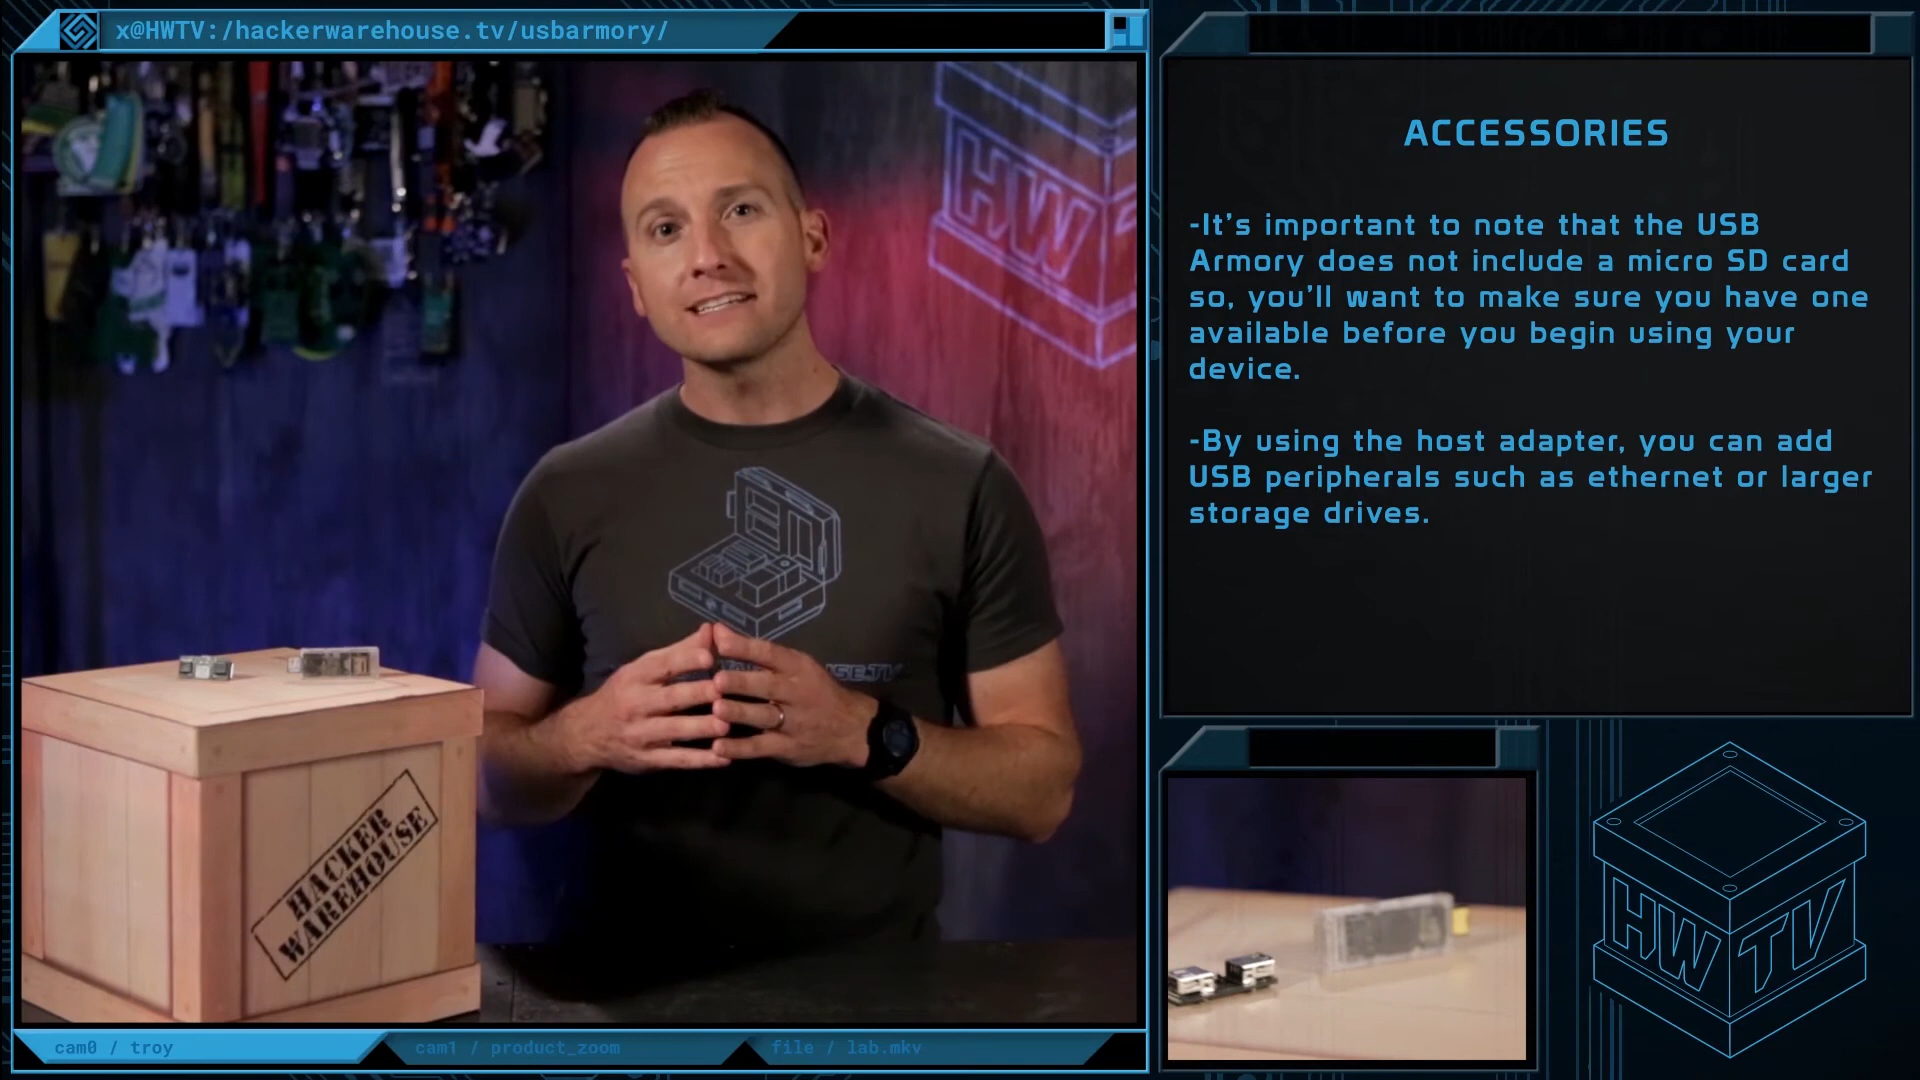 x@HWTV:/hackerwarehouse.tv/usbarmory/
HW
HACKER
WAREHOUSE
cam0 / troy
cam1 / product_zoom
file / lab.mkv
ACCESSORIES
-It's important to note that the USB
Armory does not include a micro SD card
so, you'll want to make sure you have one
available before you begin using your
device.
-By using the host adapter, you can add
USB peripherals such as ethernet or larger
storage drives.
HW TV